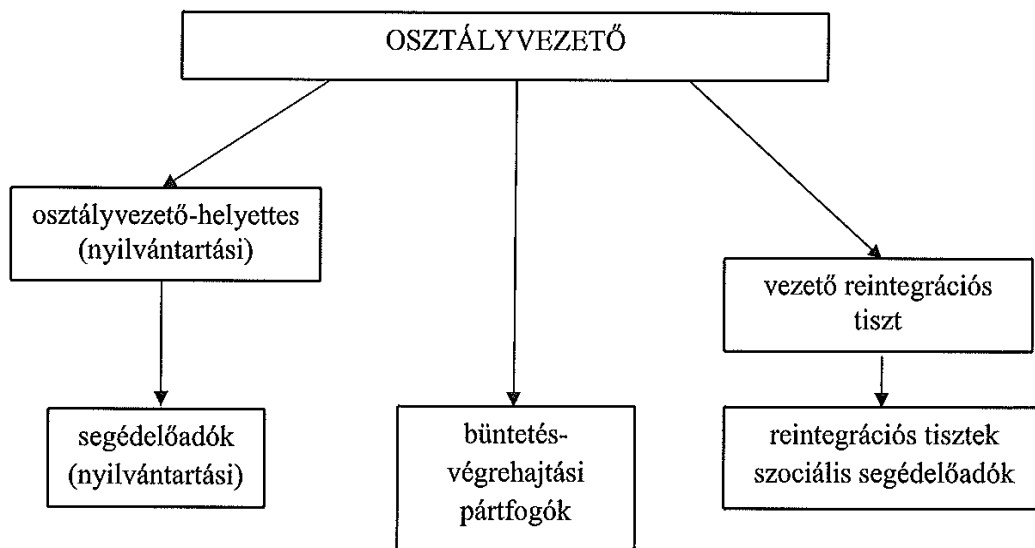 OSZTÁLYVEZETŐ
osztályvezető-helyettes
(nyilvántartási)
vezető reintegrációs
tiszt
segédelőadók
(nyilvántartási)
büntetés-
végrehajtási
pártfogók
reintegrációs tisztek
szociális segédelőadók